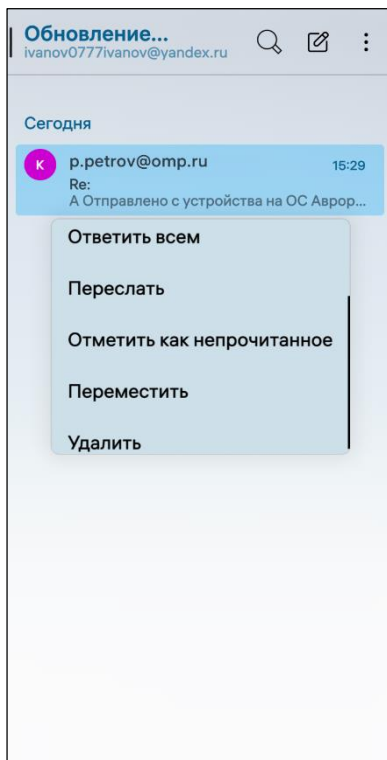 Обновление...
ivanov0777ivanov@yandex.ru
Сегодня
К
p.petrov@omp.ru 15:29
Re:
А Отправлено с устройства на ОС Аврор...
Ответить всем
Переслать
Отметить как непрочитанное
Переместить
Удалить